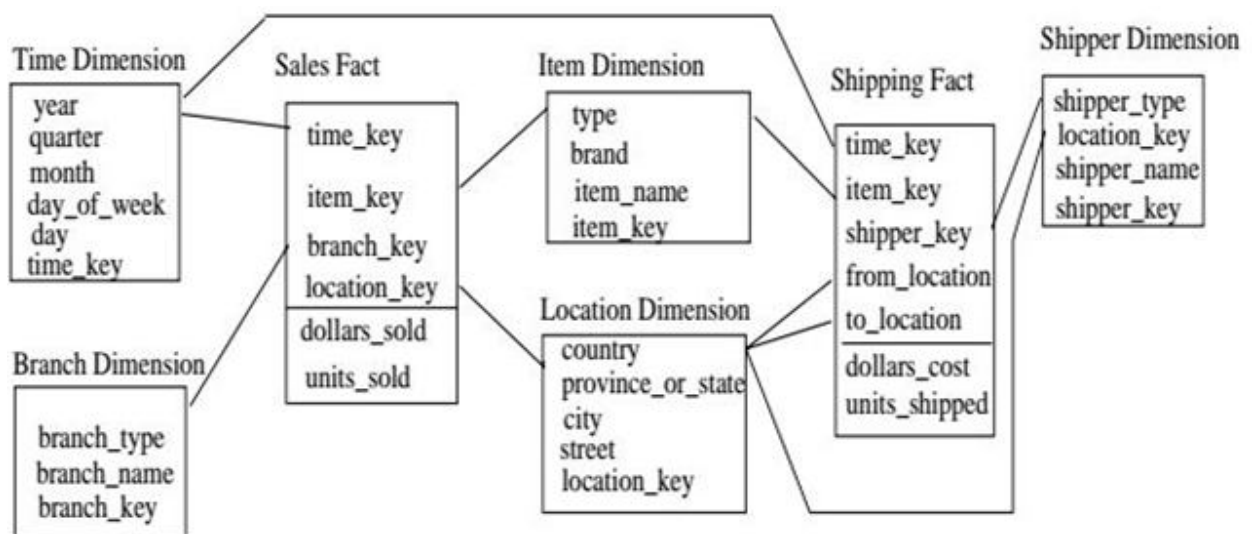 Time Dimension
year
quarter
month
day_of_week
day
time_key
Branch Dimension
branch_type
branch_name
branch_key
Sales Fact
time_key
item_key
branch_key
location_key
dollars_sold
units_sold
Item Dimension
type
brand
item_name
item_key
Location Dimension
country
province_or_state
city
street
location_key
Shipping Fact
time_key
item_key
shipper_key
from_location
to_location
dollars_cost
units_shipped
Shipper Dimension
shipper_type
location_key
shipper_name
shipper_key